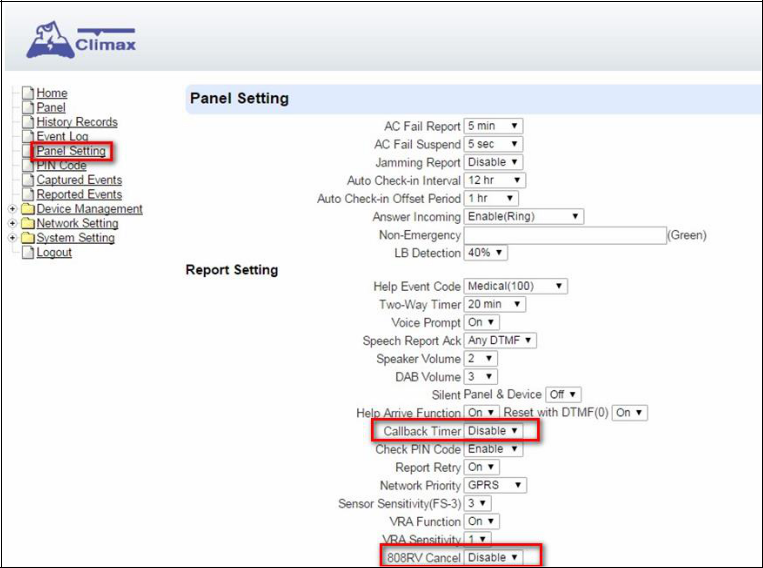 Climax
Home
Panel
History Records
Event Log
Panel Setting
PIN Code
Captured Events
Reported Events
Device Management
Network Setting
System Setting
Logout
Panel Setting
AC Fail Report 5 min
AC Fail Suspend 5 sec
Jamming Report Disable
Auto Check-in Interval 12 hr
Auto Check-in Offset Period 1 hr
Answer Incoming Enable(Ring)
Non-Emergency (Green)
LB Detection 40%
Report Setting
Help Event Code Medical(100)
Two-Way Timer 20 min
Voice Prompt On
Speech Report Ack Any DTMF
Speaker Volume 2
DAB Volume 3
Silent Panel & Device Off
Help Arrive Function On Reset with DTMF(0) On
Callback Timer Disable
Check PIN Code Enable
Report Retry On
Network Priority GPRS
Sensor Sensitivity(FS-3) 3
VRA Function On
VRA Sensitivity 1
808RV Cancel Disable